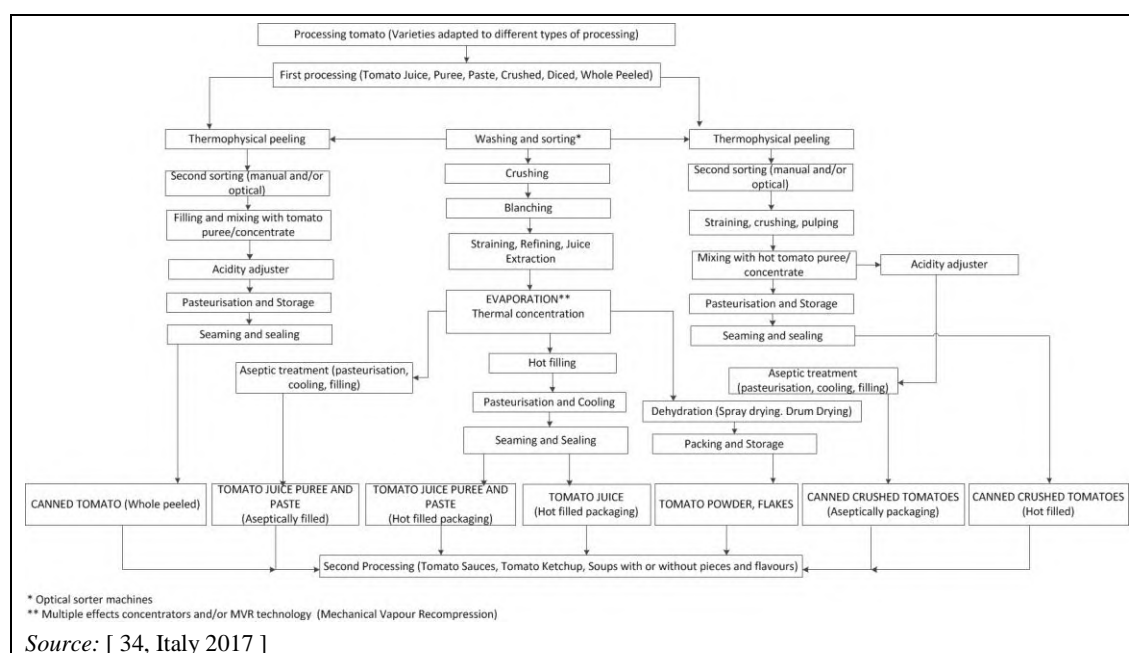 Processing tomato (Varieties adapted to different types of processing)
First processing (Tomato Juice, Puree, Paste, Crushed, Diced, Whole Peeled)
Thermophysical peeling
Washing and sorting*
Thermophysical peeling
Second sorting (manual and/or
optical)
Crushing
Second sorting (manual and/or
optical)
Blanching
Filling and mixing with tomato
puree/concentrate
Straining, crushing, pulping
Straining, Refining, Juice
Extraction
Acidity adjuster
Mixing with hot tomato puree/
concentrate
Acidity adjuster
Pasteurisation and Storage
EVAPORATION**
Thermal concentration
Pasteurisation and Storage
Seaming and sealing
Seaming and sealing
Aseptic treatment (pasteurisation,
cooling, filling)
Hot filling
Aseptic treatment
(pasteurisation, cooling, filling)
Pasteurisation and Cooling
Dehydration (Spray drying. Drum Drying)
Seaming and Sealing
Packing and Storage
CANNED TOMATO (Whole peeled)
TOMATO JUICE PUREE AND
PASTE
(Aseptically filled)
TOMATO JUICE PUREE AND
PASTE
(Hot filled packaging)
TOMATO JUICE
(Hot filled packaging)
TOMATO POWDER, FLAKES
CANNED CRUSHED TOMATOES
(Aseptically packaging)
CANNED CRUSHED TOMATOES
(Hot filled)
Second Processing (Tomato Sauces, Tomato Ketchup, Soups with or without pieces and flavours)
* Optical sorter machines
** Multiple effects concentrators and/or MVR technology (Mechanical Vapour Recompression)
Source: [ 34, Italy 2017 ]